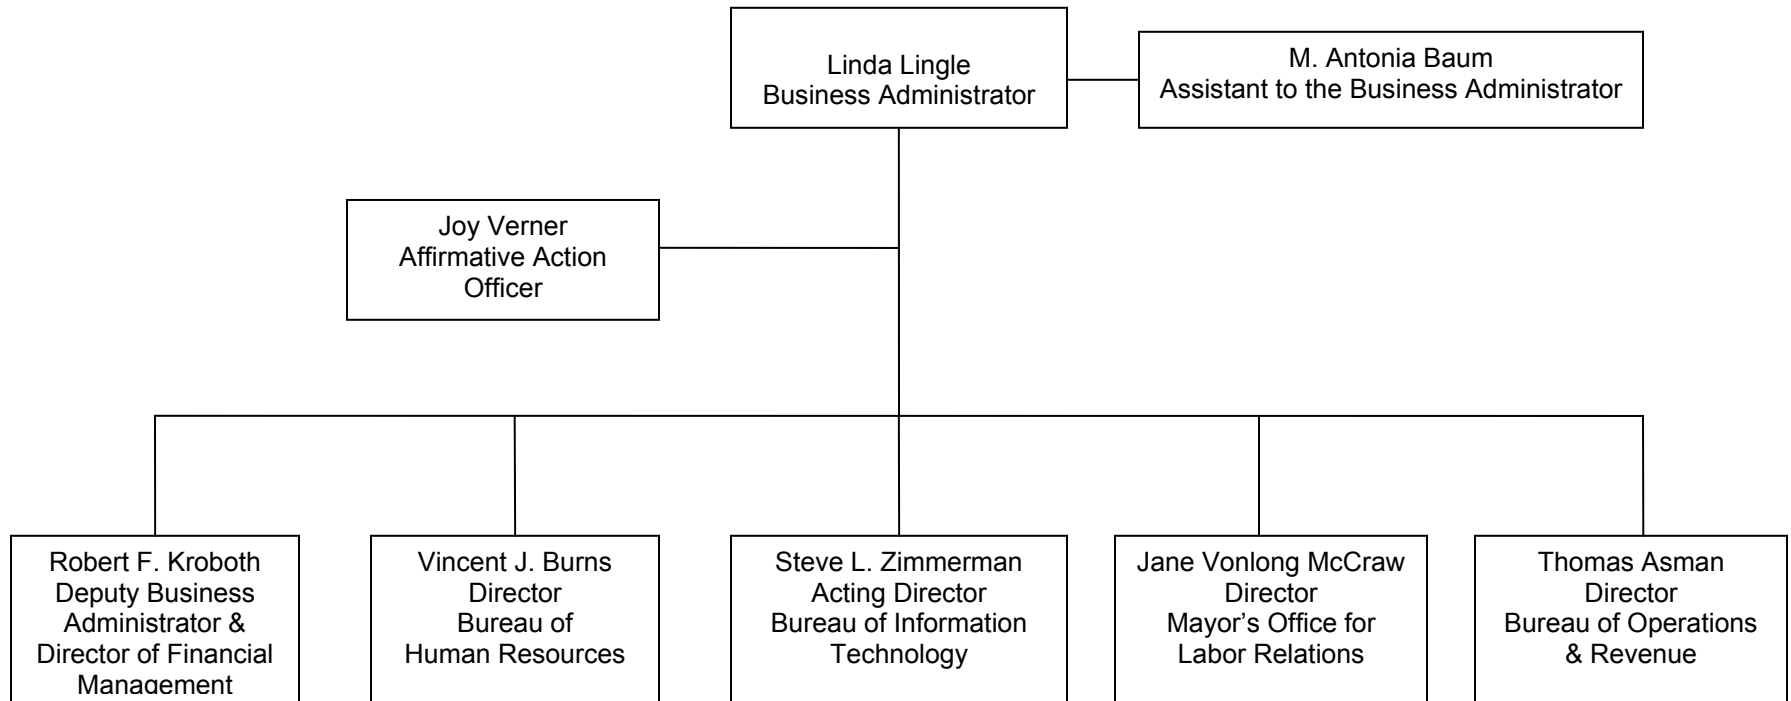 Linda Lingle
Business Administrator
M. Antonia Baum
Assistant to the Business Administrator
Joy Verner
Affirmative Action
Officer
Robert F. Kroboth
Deputy Business
Administrator &
Director of Financial
Management
Vincent J. Burns
Director
Bureau of
Human Resources
Steve L. Zimmerman
Acting Director
Bureau of Information
Technology
Jane Vonlong McCraw
Director
Mayor’s Office for
Labor Relations
Thomas Asman
Director
Bureau of Operations
& Revenue